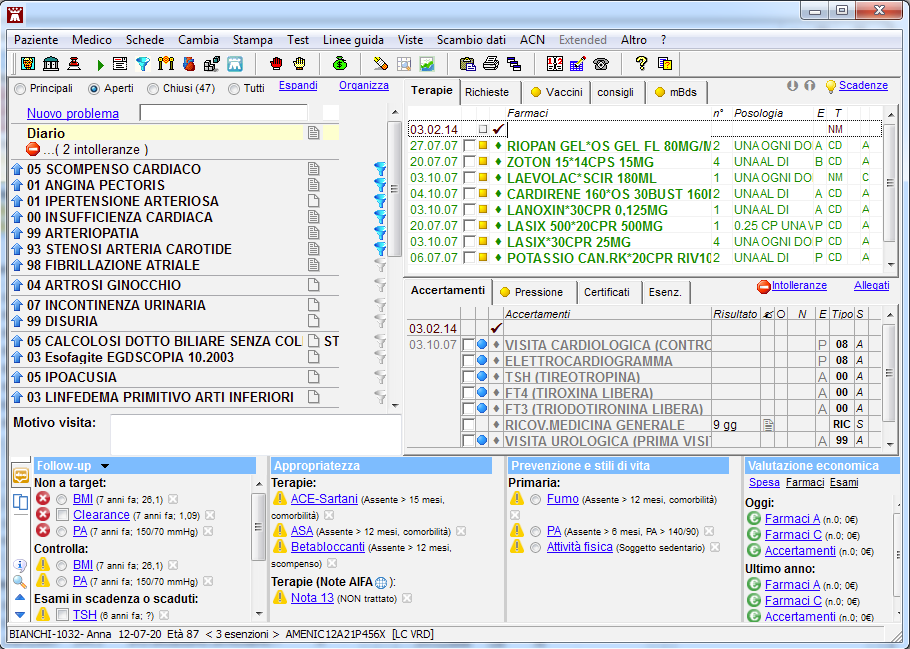 Paziente Medico Schede Cambia Stampa Test Linee guida Viste Scambio dati ACN Extended Altro ?
Principali Aperti Chiusi (47) Tutti Espandi Organizza
Nuovo problema
Diario
...( 2 intolleranze )
05 SCOMPENSO CARDIACO
01 ANGINA PECTORIS
01 IPERTENSIONE ARTERIOSA
00 INSUFFICIENZA CARDIACA
99 ARTERIOPATIA
93 STENOSI ARTERIA CAROTIDE
98 FIBRILLAZIONE ATRIALE
04 ARTROSI GINOCCHIO
07 INCONTINENZA URINARIA
99 DISURIA
05 CALCOLOSI DOTTO BILIARE SENZA COL ST
03 Esofagite EGDSCOPIA 10.2003
05 IPOACUSIA
03 LINFEDEMA PRIMITIVO ARTI INFERIORI
Motivo visita:
Terapie Richieste Vaccini consigli mBds Scadenze
Farmaci n° Posologia E T
03.02.14 NM
27.07.07 RIOPAN GEL*OS GEL FL 80MG/M 2 UNA OGNI DO A CD A
20.07.07 ZOTON 15*14CPS 15MG 4 UNA AL DI B CD A
03.10.07 LAEVOLAC*SCIR 180ML 1 UNA OGNI DO NM C
04.10.07 CARDIRENE 160*OS 30BUST 160M 2 UNA AL DI A CD A
03.10.07 LANOXIN*30CPR 0,125MG 1 UNA AL DI A CD A
20.07.07 LASIX 500*20CPR 500MG 1 0.25 CP UNA V P CD A
03.10.07 LASIX*30CPR 25MG 4 UNA OGNI DO P CD A
06.07.07 POTASSIO CAN.RK*20CPR RIV10 2 UNA AL DI P CD A
Accertamenti Pressione Certificati Esenz. Intolleranze Allegati
Accertamenti Risultato O N E Tipo S
03.02.14
03.10.07 VISITA CARDIOLOGICA (CONTRO P 08 A
ELETTROCARDIOGRAMMA P 08 A
TSH (TIREOTROPINA) A 00 A
FT4 (TIROXINA LIBERA) A 00 A
FT3 (TRIODOTIRONINA LIBERA) A 00 A
RICOV.MEDICINA GENERALE 9 gg RIC S
VISITA UROLOGICA (PRIMA VISIT A 99 A
Follow-up
Non a target:
BMI (7 anni fa; 26,1)
Clearance (7 anni fa; 1,09)
PA (7 anni fa; 150/70 mmHg)
Controlla:
BMI (7 anni fa; 26,1)
PA (7 anni fa; 150/70 mmHg)
Esami in scadenza o scaduti:
TSH (6 anni fa; ?)
Appropriatezza
Terapie:
ACE-Sartani (Assente > 15 mesi,
comorbilità)
ASA (Assente > 12 mesi, comorbilità)
Betabloccanti (Assente > 12 mesi,
scompenso)
Terapie (Note AIFA):
Nota 13 (NON trattato)
Prevenzione e stili di vita
Primaria:
Fumo (Assente > 12 mesi, comorbilità)
PA (Assente > 6 mesi, PA > 140/90)
Attività fisica (Soggetto sedentario)
Valutazione economica
Spesa Farmaci Esami
Oggi:
Farmaci A (n.0; 0€)
Farmaci C (n.0; 0€)
Accertamenti (n.0; 0€)
Ultimo anno:
Farmaci A (n.0; 0€)
Farmaci C (n.0; 0€)
Accertamenti (n.0; 0€)
BIANCHI-1032- Anna 12-07-20 Età 87 < 3 esenzioni > AMENIC12A21P456X [LC VRD]